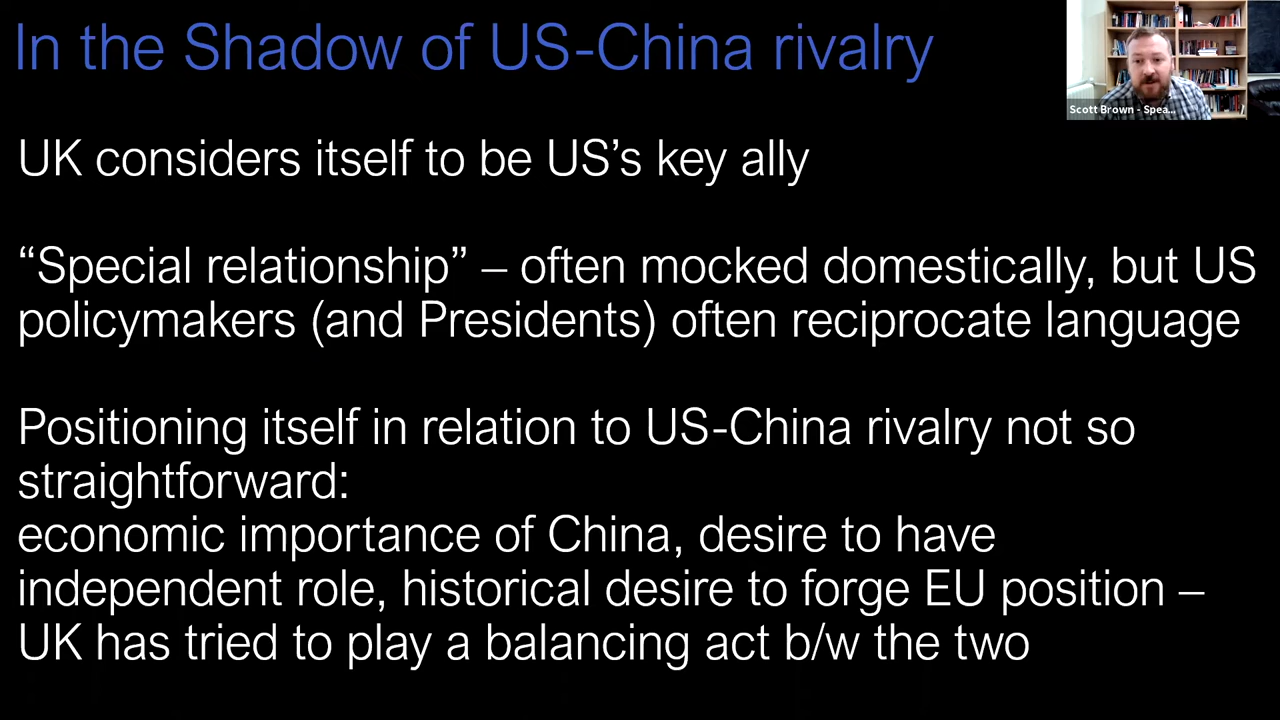 In the Shadow of US-China rivalry
Scott Brown - Spea...
UK considers itself to be US’s key ally
“Special relationship” – often mocked domestically, but US
policymakers (and Presidents) often reciprocate language
Positioning itself in relation to US-China rivalry not so
straightforward:
economic importance of China, desire to have
independent role, historical desire to forge EU position –
UK has tried to play a balancing act b/w the two